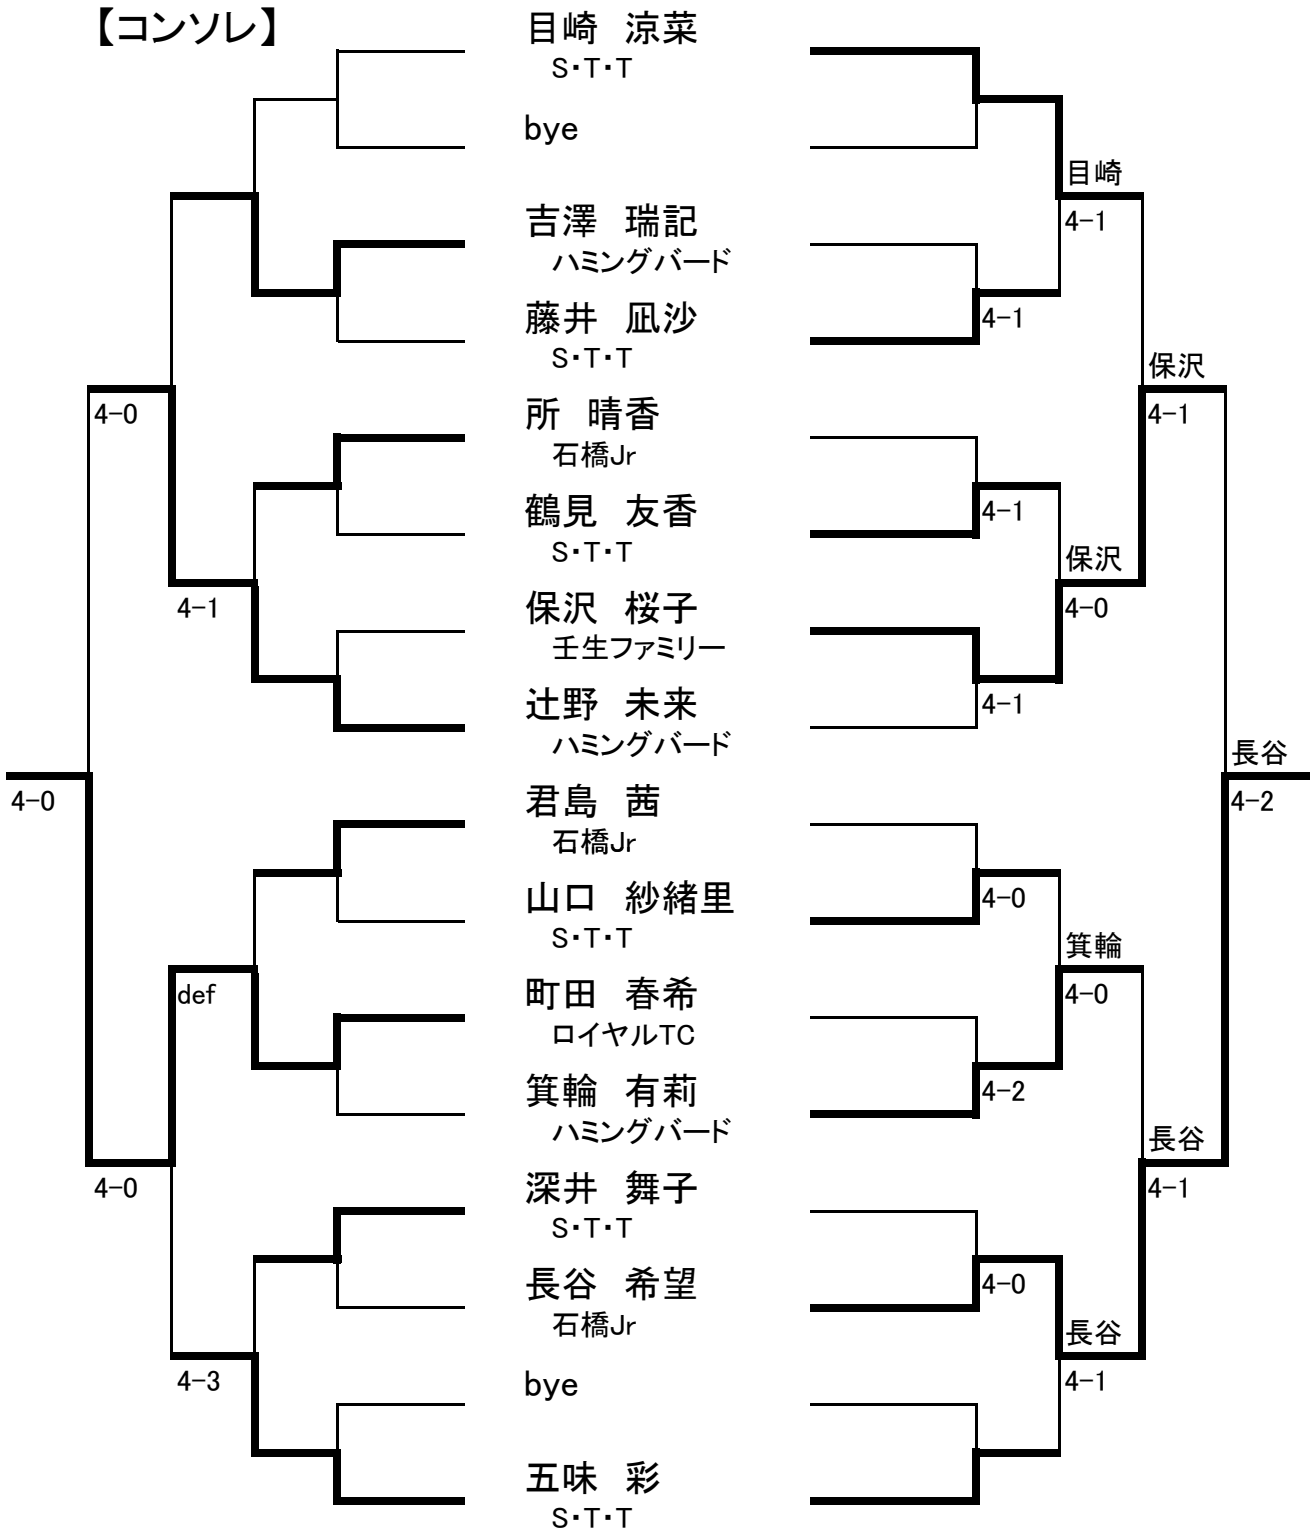 【コンソレ】
目崎 涼菜
S・T・T
bye
目崎
4-1
吉澤 瑞記
ハミングバード
藤井 凪沙
4-1
S・T・T
保沢
4-0
所 晴香
4-1
石橋Jr
鶴見 友香
4-1
S・T・T
保沢
4-1
保沢 桜子
4-0
壬生ファミリー
辻野 未来
4-1
ハミングバード
長谷
4-0
君島 茜
4-2
石橋Jr
山口 紗緒里
4-0
S・T・T
箕輪
def
町田 春希
4-0
ロイヤルTC
箕輪 有莉
4-2
ハミングバード
長谷
4-0
深井 舞子
4-1
S・T・T
長谷 希望
4-0
石橋Jr
長谷
4-3
bye
4-1
五味 彩
S・T・T